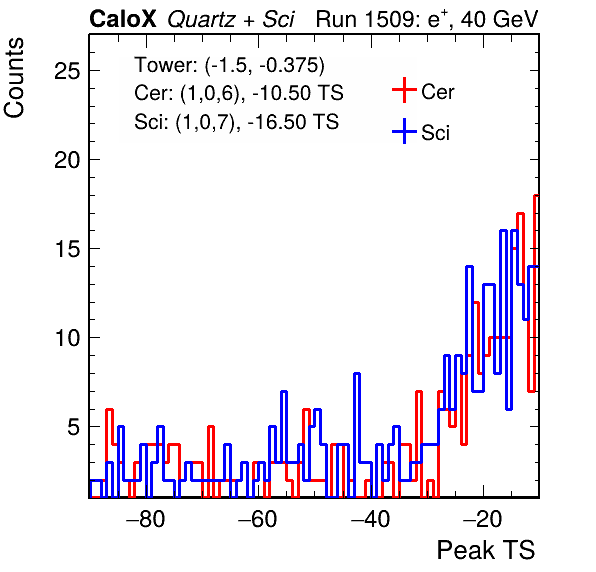 CaloX Quartz + Sci Run 1509: e⁺, 40 GeV
Counts
Tower: (-1.5, -0.375)
Cer: (1,0,6), -10.50 TS
Sci: (1,0,7), -16.50 TS
Cer
Sci
25
20
15
10
5
−80 −60 −40 −20
Peak TS